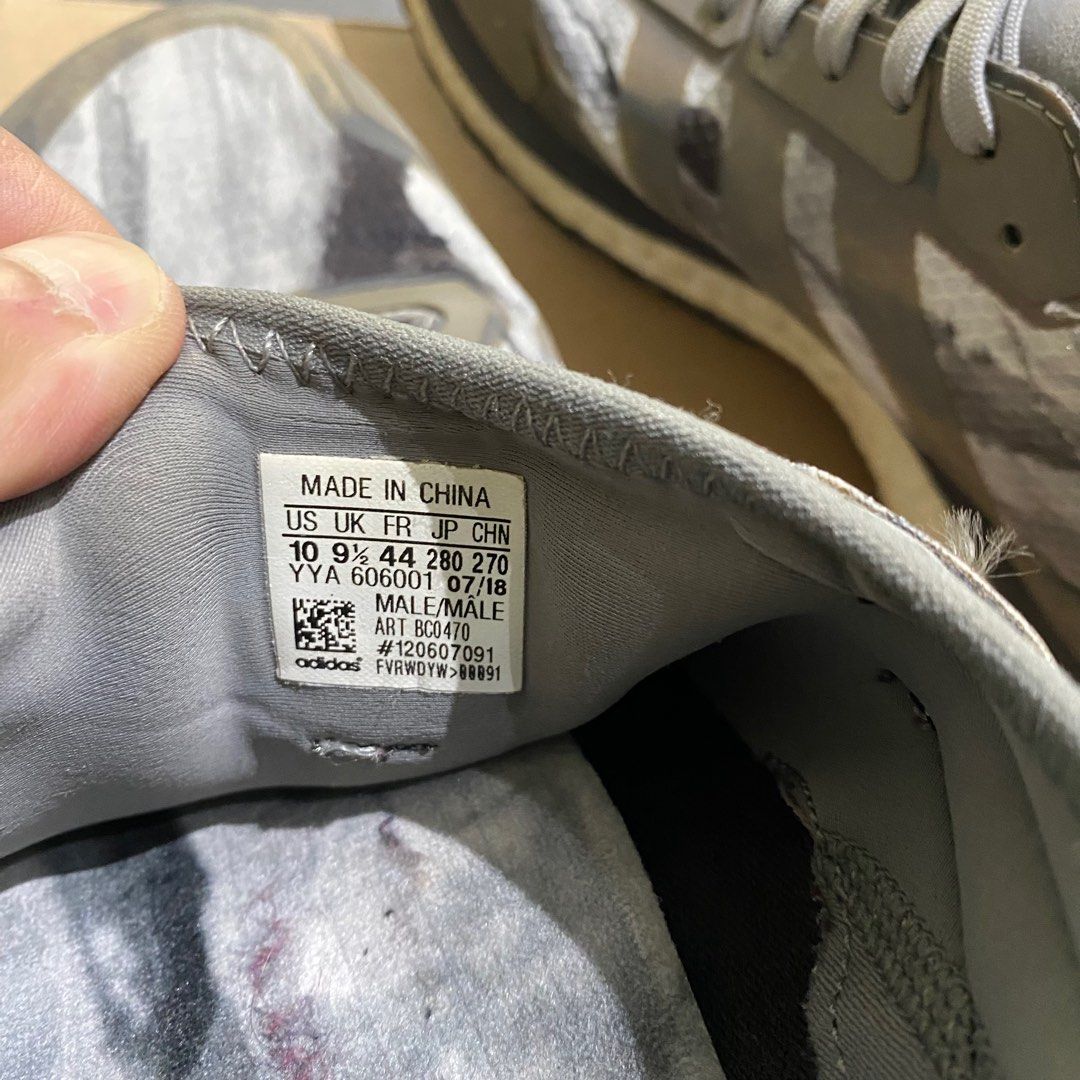 MADE IN CHINA
US UK FR JP CHN
10 9½ 44 280 270
YYA 606001 07/18
MALE/MÂLE
ART BC0470
#120607091
adidas FVRWDYW>00091